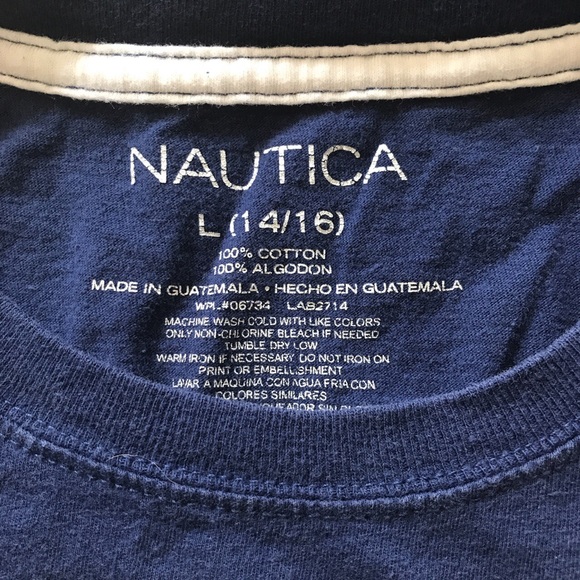 NAUTICA
L (14/16)
100% COTTON
100% ALGODON
MADE IN GUATEMALA • HECHO EN GUATEMALA
WPL#06734 LAB2714
MACHINE WASH COLD WITH LIKE COLORS
ONLY NON-CHLORINE BLEACH IF NEEDED
TUMBLE DRY LOW
WARM IRON IF NECESSARY DO NOT IRON ON
PRINT OR EMBELLISHMENT
LAVAR A MAQUINA CON AGUA FRIA CON
COLORES SIMILARES